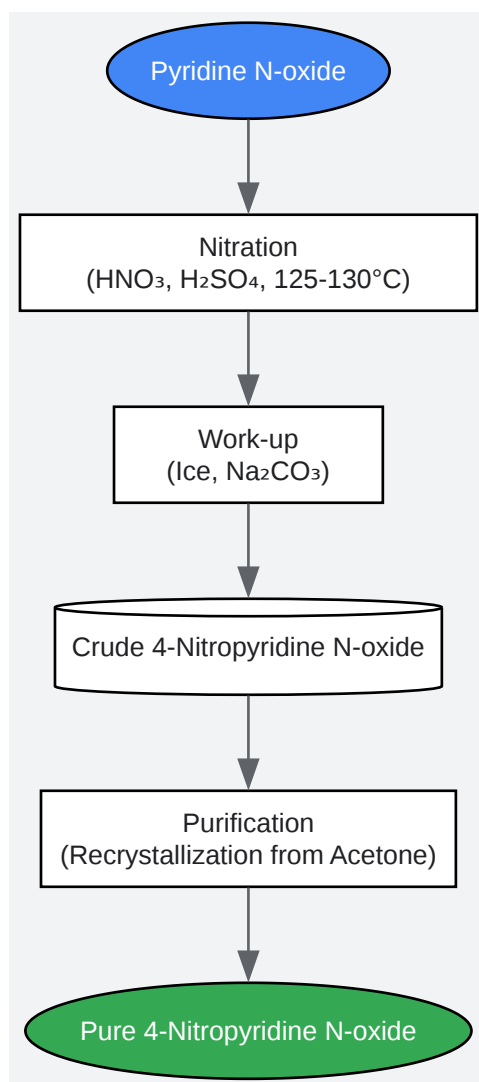 Pyridine N-oxide
Nitration
(HNO₃, H₂SO₄, 125-130°C)
Work-up
(Ice, Na₂CO₃)
Crude 4-Nitropyridine N-oxide
Purification
(Recrystallization from Acetone)
Pure 4-Nitropyridine N-oxide